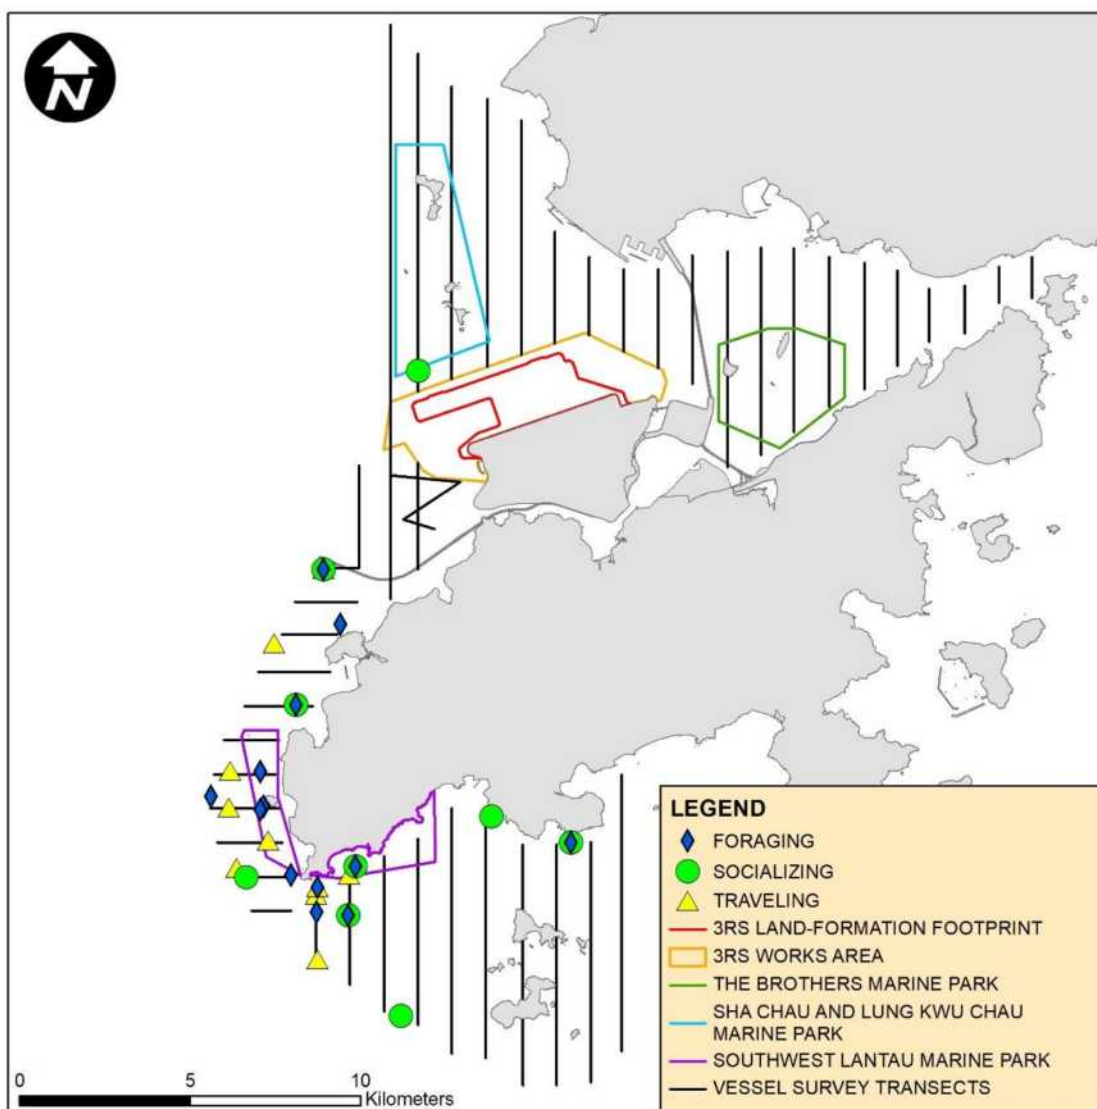 N
LEGEND
FORAGING
SOCIALIZING
TRAVELING
3RS LAND-FORMATION FOOTPRINT
3RS WORKS AREA
THE BROTHERS MARINE PARK
SHA CHAU AND LUNG KWU CHAU
MARINE PARK
SOUTHWEST LANTAU MARINE PARK
VESSEL SURVEY TRANSECTS
0 5 10
Kilometers